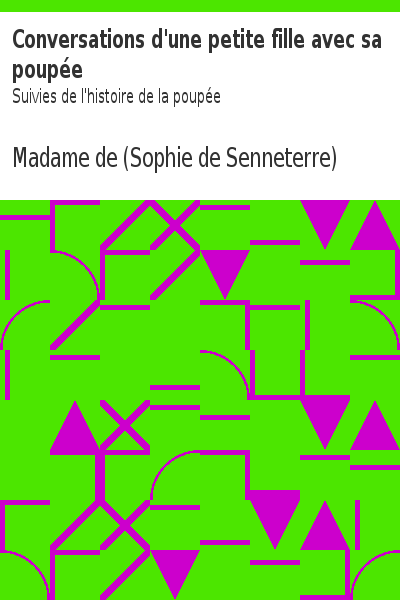 Conversations d'une petite fille avec sa
poupée
Suivies de l'histoire de la poupée
Madame de (Sophie de Senneterre)